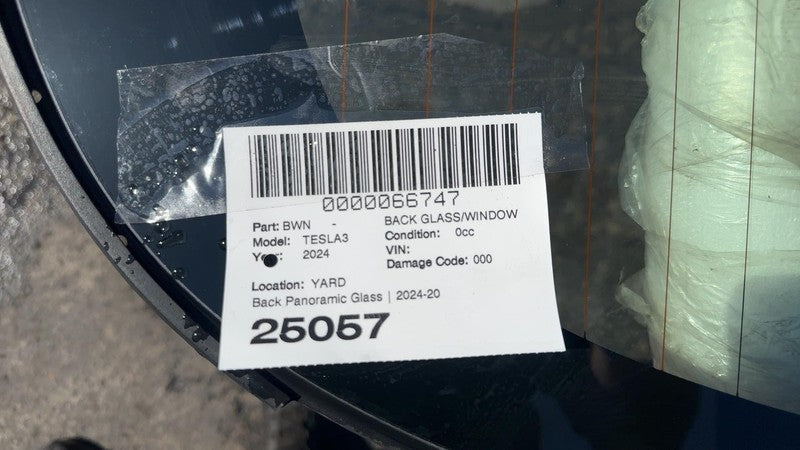 0000066747
Part: BWN - BACK GLASS/WINDOW
Model: TESLA3 Condition: 0cc
Year: 2024 VIN:
Damage Code: 000
Location: YARD
Back Panoramic Glass | 2024-20
25057